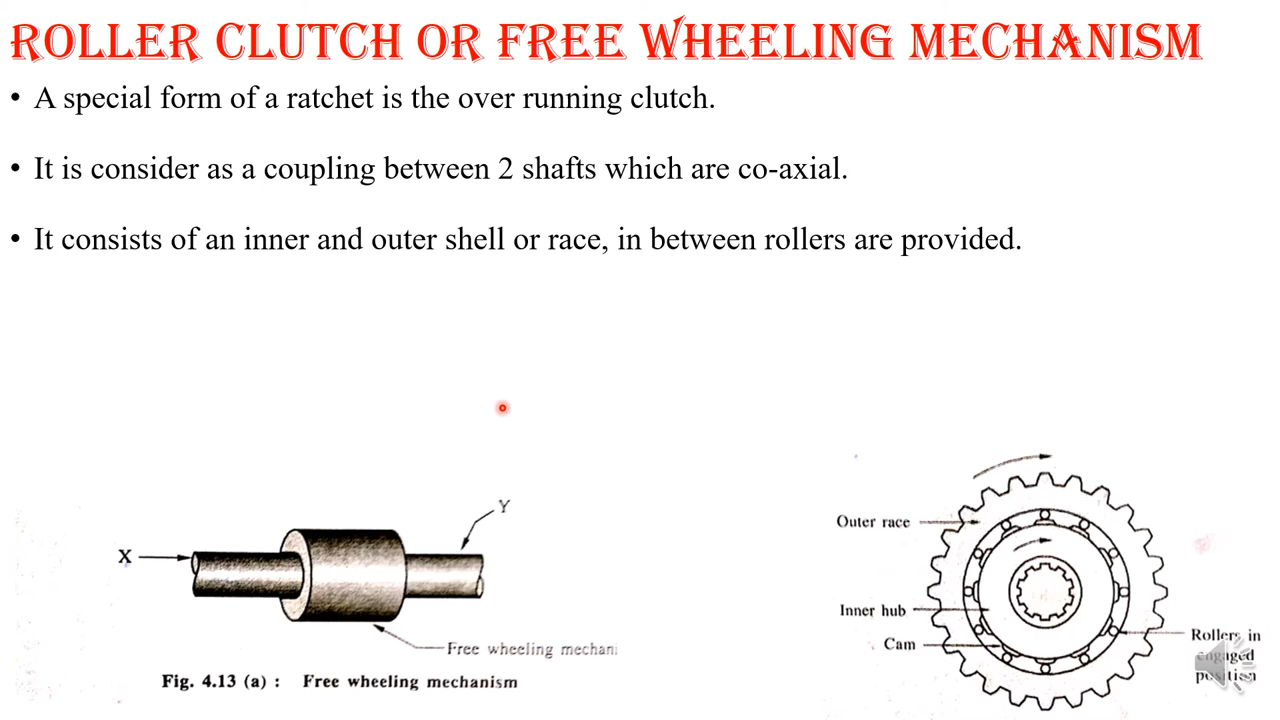 ROLLER CLUTCH OR FREE WHEELING MECHANISM
• A special form of a ratchet is the over running clutch.
• It is consider as a coupling between 2 shafts which are co-axial.
• It consists of an inner and outer shell or race, in between rollers are provided.
X
Y
Free wheeling mechani
Fig. 4.13 (a) : Free wheeling mechanism
Outer race
Inner hub
Cam
Rollers in
engaged
position